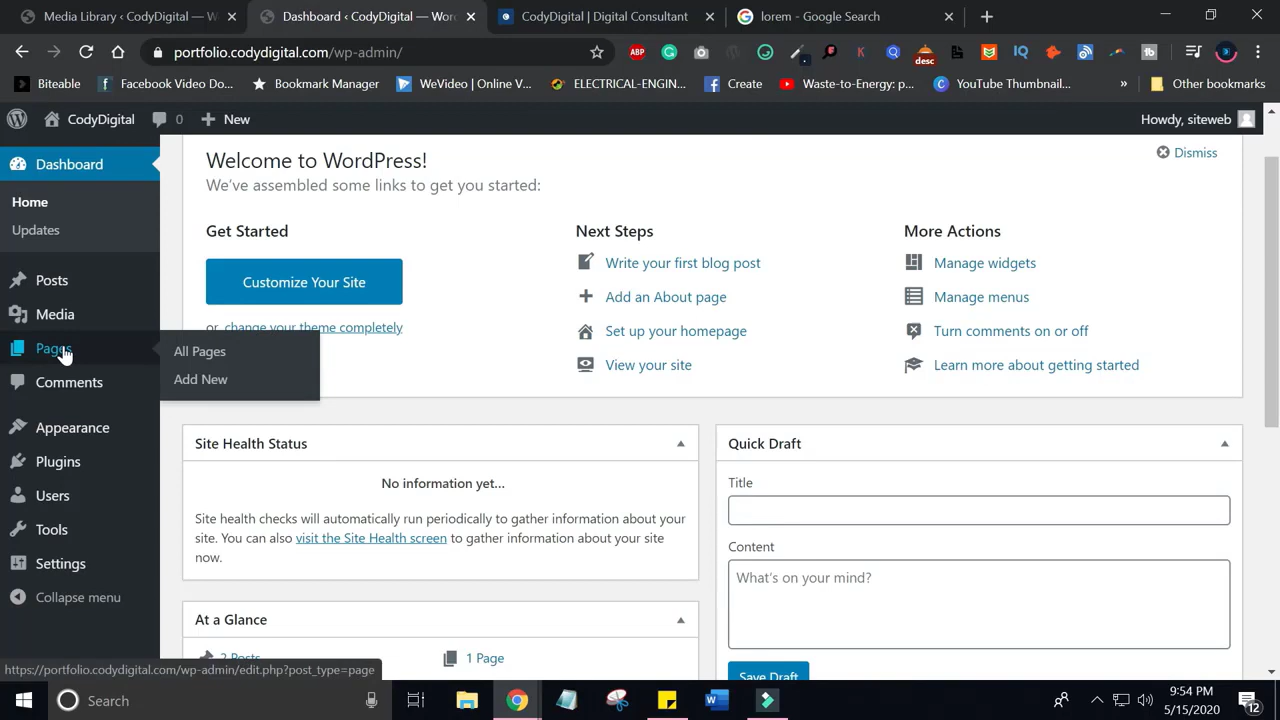 Media Library ‹ CodyDigital — W
Dashboard ‹ CodyDigital — Wor
CodyDigital | Digital Consultant
lorem - Google Search
portfolio.codydigital.com/wp-admin/
ABP
desc
Biteable
Facebook Video Do...
Bookmark Manager
WeVideo | Online V...
ELECTRICAL-ENGIN...
Create
Waste-to-Energy: p...
YouTube Thumbnail...
»
Other bookmarks
CodyDigital
0
New
Howdy, siteweb
Dashboard
Home
Updates
Posts
Media
Pages
Comments
Appearance
Plugins
Users
Tools
Settings
Collapse menu
All Pages
Add New
Welcome to WordPress!
We've assembled some links to get you started:
Dismiss
Get Started
Customize Your Site
or, change your theme completely
Next Steps
Write your first blog post
Add an About page
Set up your homepage
View your site
More Actions
Manage widgets
Manage menus
Turn comments on or off
Learn more about getting started
Site Health Status
No information yet...
Site health checks will automatically run periodically to gather information about your
site. You can also visit the Site Health screen to gather information about your site
now.
At a Glance
2 Posts
1 Page
Quick Draft
Title
Content
What's on your mind?
Save Draft
https://portfolio.codydigital.com/wp-admin/edit.php?post_type=page
Search
9:54 PM
5/15/2020
12